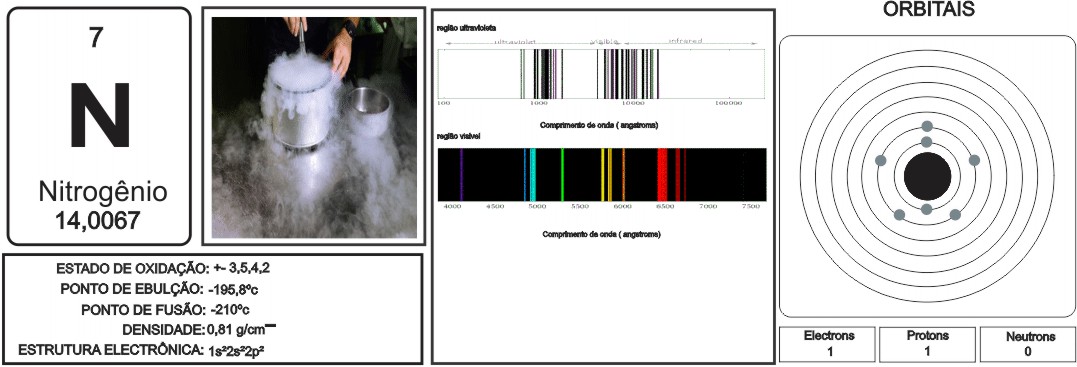 7
N
Nitrogênio
14,0067
ESTADO DE OXIDAÇÃO: +- 3,5,4,2
PONTO DE EBULÇÃO: -195,8ºc
PONTO DE FUSÃO: -210ºc
DENSIDADE: 0,81 g/cm
ESTRUTURA ELECTRÔNICA: 1s²2s²2p²
região ultravioleta
ultraviolet visible infrared
100 1000 10000 100000
Comprimento de onda ( angstroms)
região visível
4000 4500 5000 5500 6000 6500 7000 7500
Comprimento de onda ( angstroms)
ORBITAIS
Electrons Protons Neutrons
1 1 0